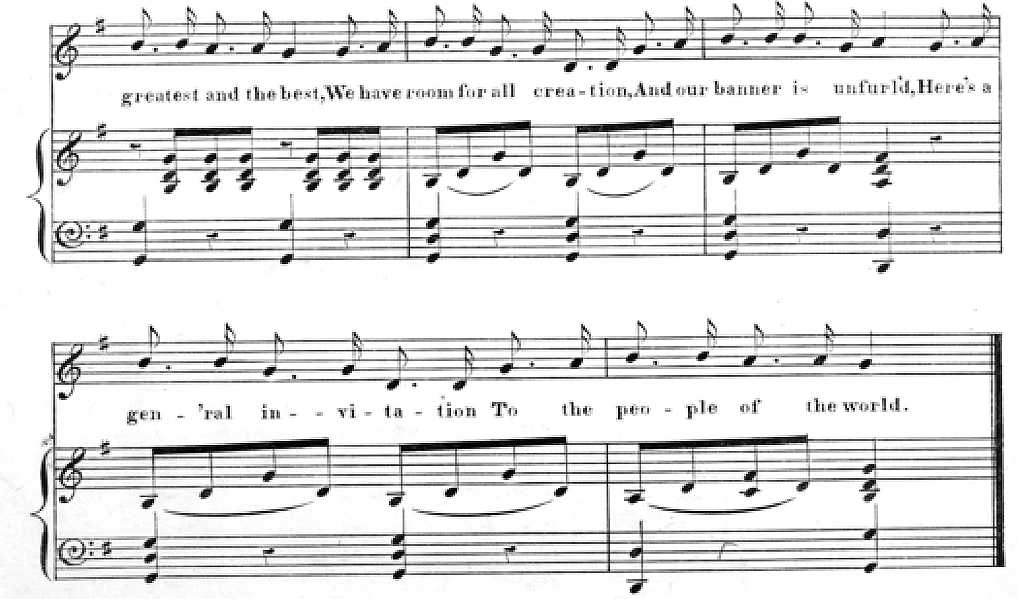 greatest and the best, We have room for all crea-tion, And our banner is unfurl'd, Here's a
gen-'ral in--vi-ta-tion To the peo-ple of the world.